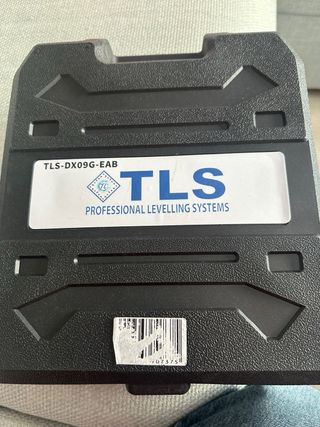 TLS-DX09G-EAB
TLS
PROFESSIONAL LEVELLING SYSTEMS